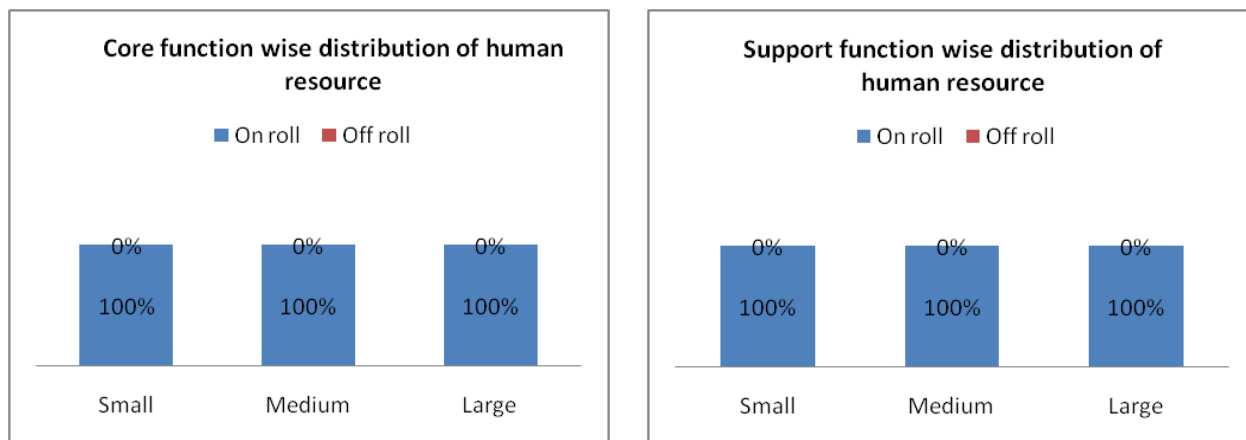 Core function wise distribution of human
resource
On roll Off roll
0% 0% 0%
100% 100% 100%
Small Medium Large
Support function wise distribution of
human resource
On roll Off roll
0% 0% 0%
100% 100% 100%
Small Medium Large